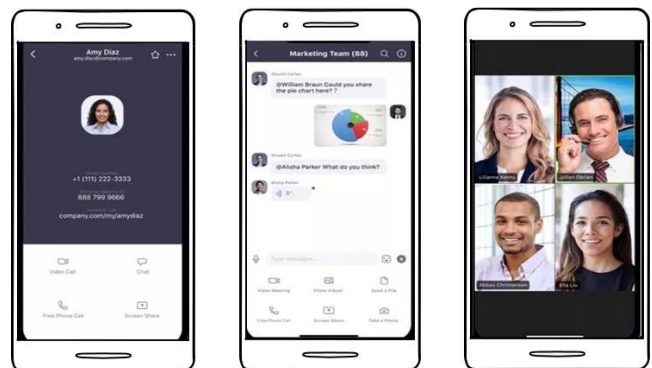 Amy Diaz
amy.diaz@company.com
+1 (111) 222-3333
888 799 9666
company.com/my/amydiaz
Video Call
Chat
Free Phone Call
Screen Share
Marketing Team (88)
@William Braun Could you share
the pie chart here? ?
@Alisha Parker What do you think?
Alisha Parker
8"
Type messages...
Video Meeting
Photo Album
Send a File
Free Phone Call
Screen Share
Take a Photo
Lilianna Kerns
Julian Obrien
Abbas Christensen
Ella Liu